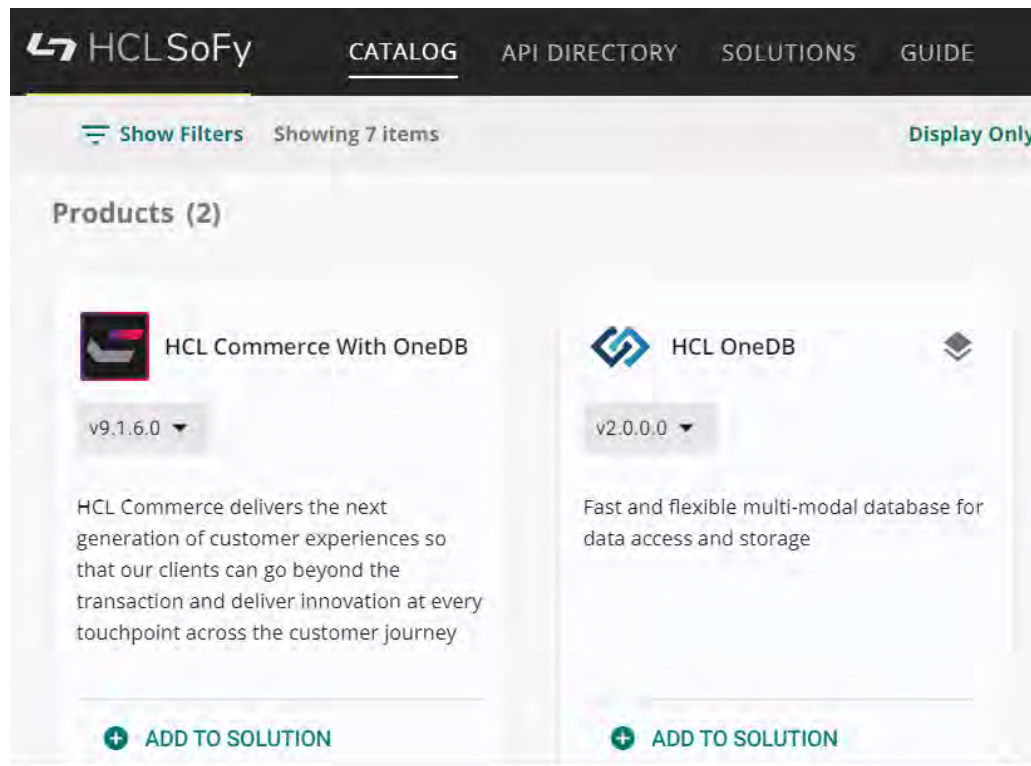 HCLSoFy CATALOG API DIRECTORY SOLUTIONS GUIDE
Show Filters Showing 7 items Display Only
Products (2)
HCL Commerce With OneDB
v9.1.6.0
HCL Commerce delivers the next
generation of customer experiences so
that our clients can go beyond the
transaction and deliver innovation at every
touchpoint across the customer journey
ADD TO SOLUTION
HCL OneDB
v2.0.0.0
Fast and flexible multi-modal database for
data access and storage
ADD TO SOLUTION